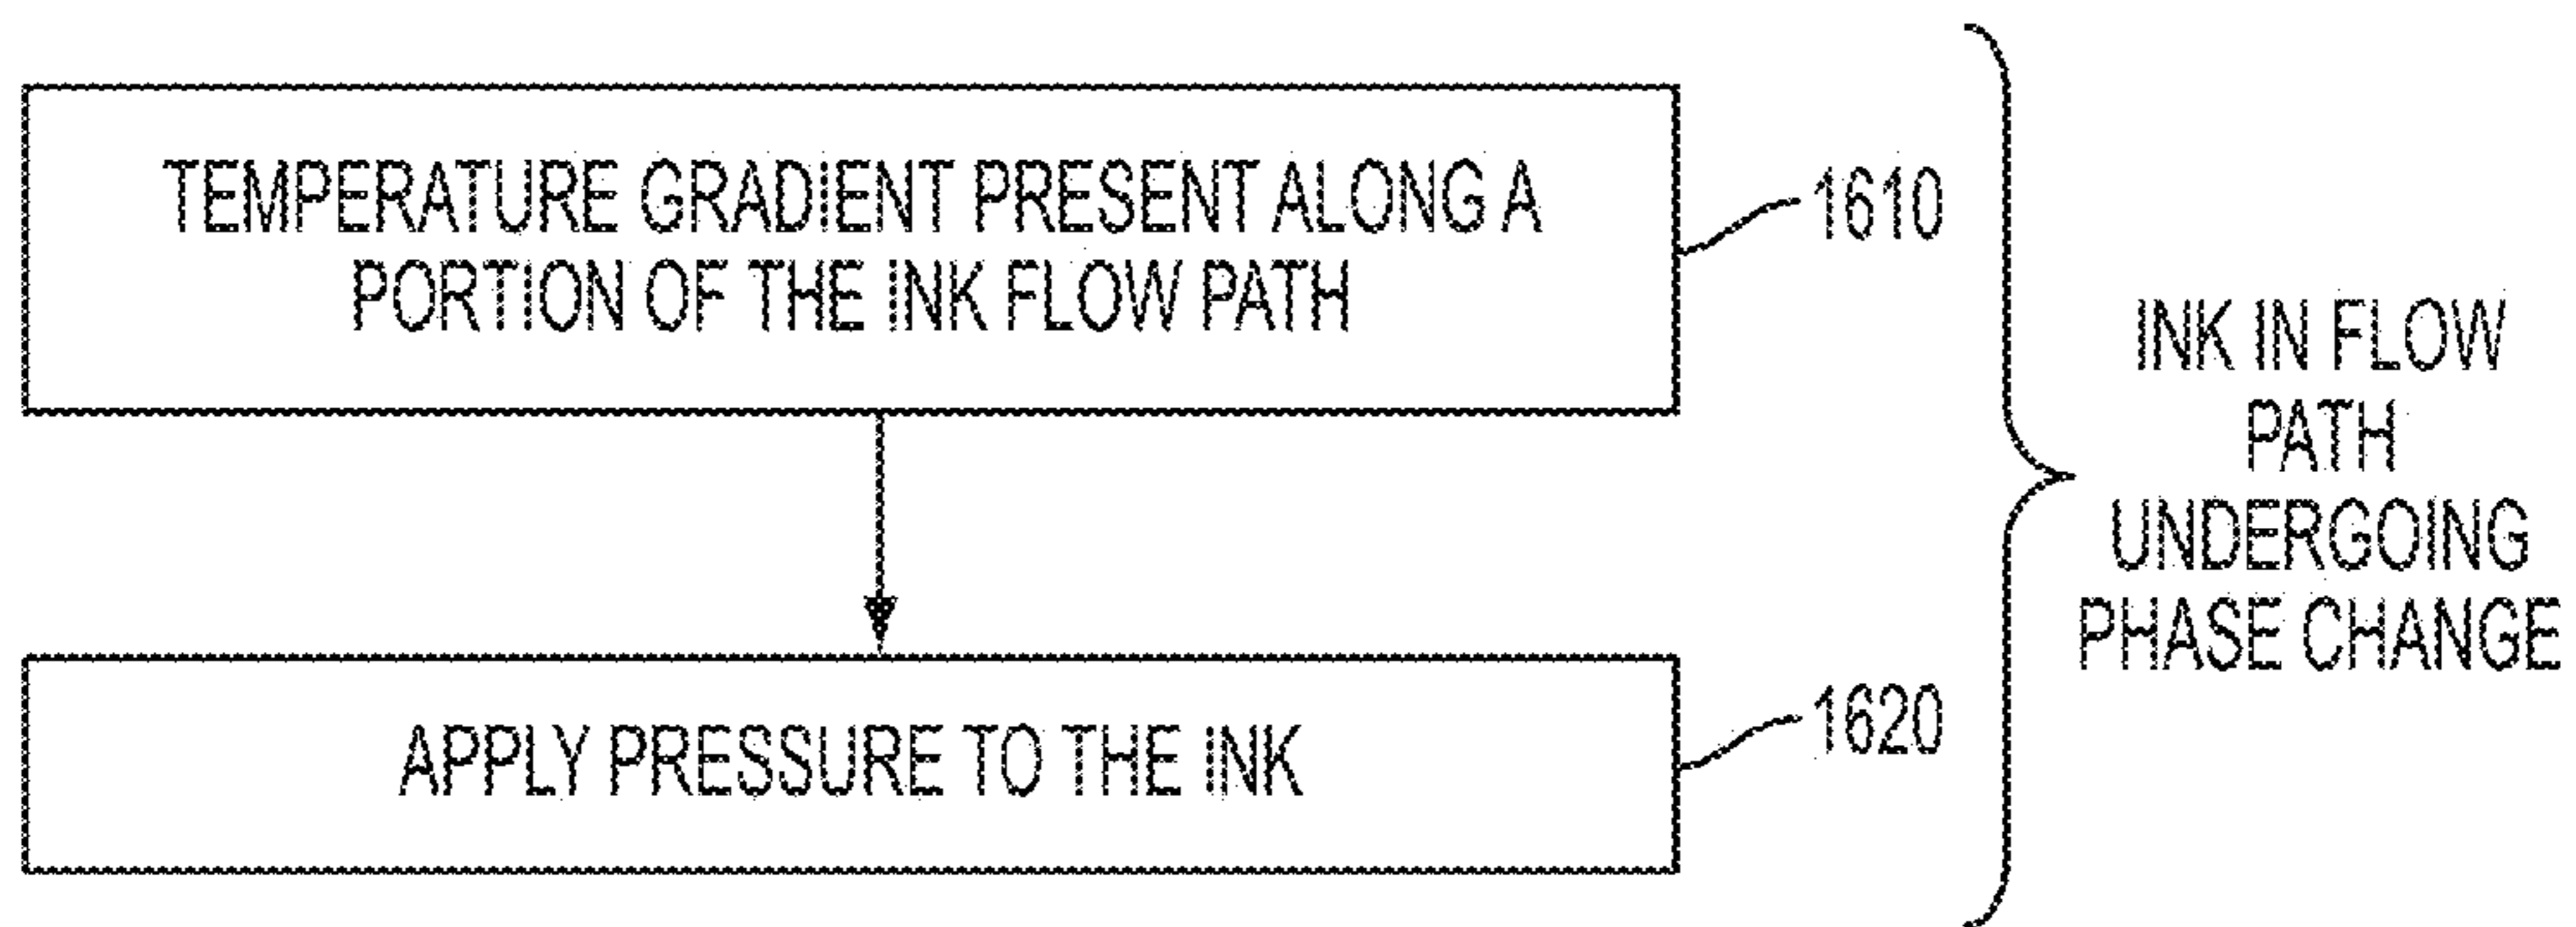 TEMPERATURE GRADIENT PRESENT ALONG A
PORTION OF THE INK FLOW PATH
1610
APPLY PRESSURE TO THE INK
1620
INK IN FLOW
PATH
UNDERGOING
PHASE CHANGE